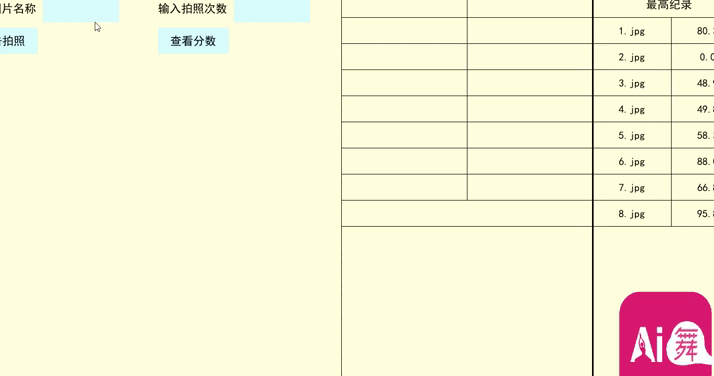 片名称
输入拍照次数
拍照
查看分数
最高纪录
1. jpg 80.
2. jpg 0.0
3. jpg 48.
4. jpg 49.
5. jpg 58.
6. jpg 88.
7. jpg 66.
8. jpg 95.
Ai舞